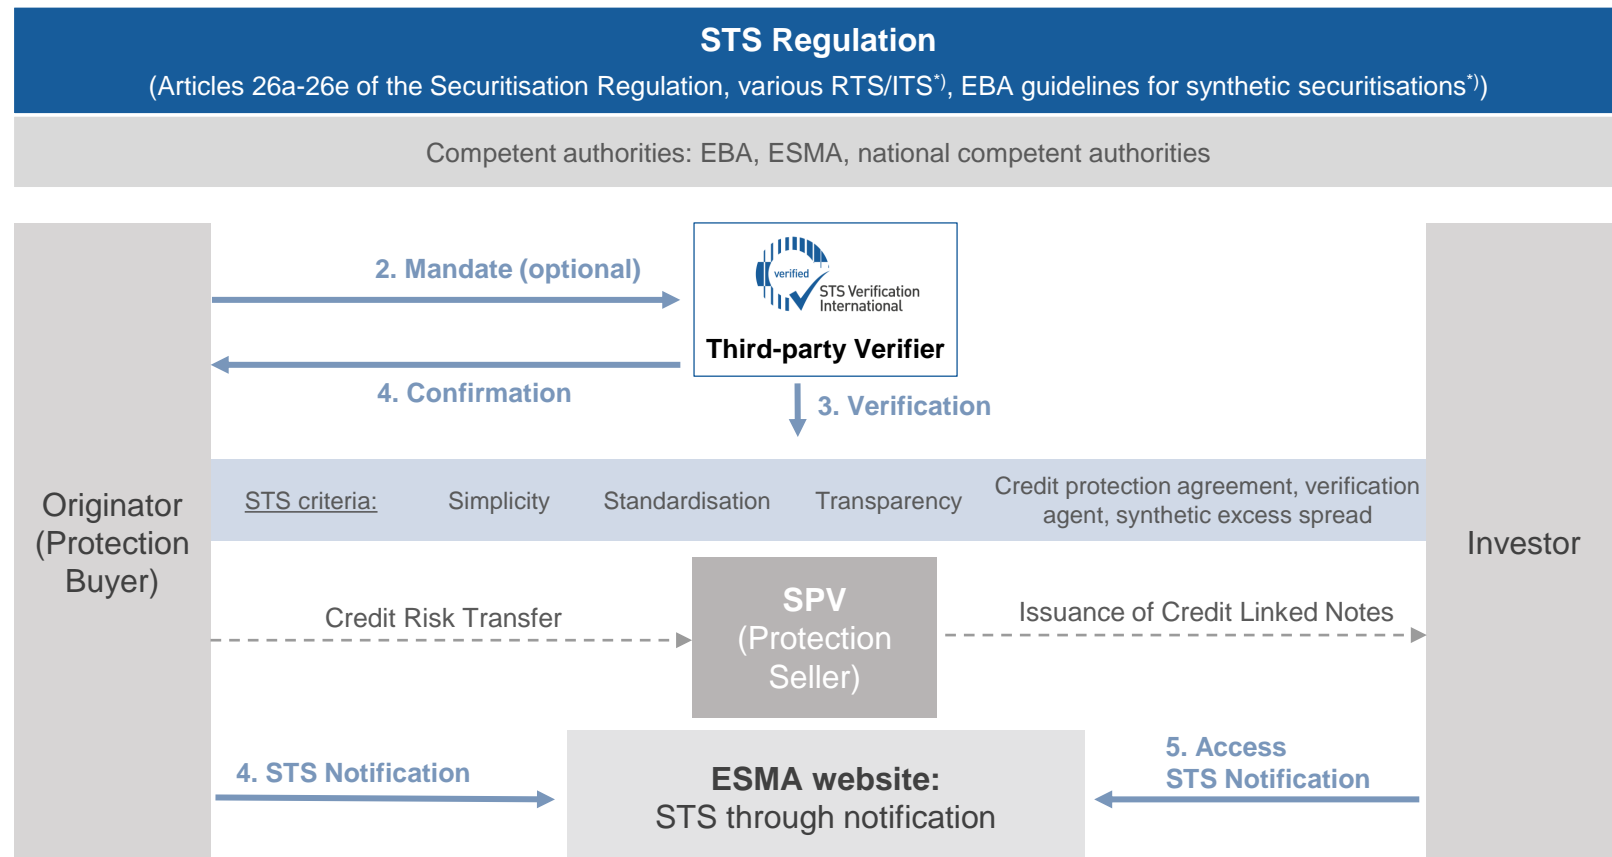 STS Regulation
(Articles 26a-26e of the Securitisation Regulation, various RTS/ITS*), EBA guidelines for synthetic securitisations*))
Competent authorities: EBA, ESMA, national competent authorities
2. Mandate (optional)
verified
STS Verification
International
Third-party Verifier
4. Confirmation
3. Verification
Originator
(Protection
Buyer)
STS criteria:
Simplicity
Standardisation
Transparency
Credit protection agreement, verification
agent, synthetic excess spread
Investor
Credit Risk Transfer
SPV
(Protection
Seller)
Issuance of Credit Linked Notes
4. STS Notification
ESMA website:
STS through notification
5. Access
STS Notification